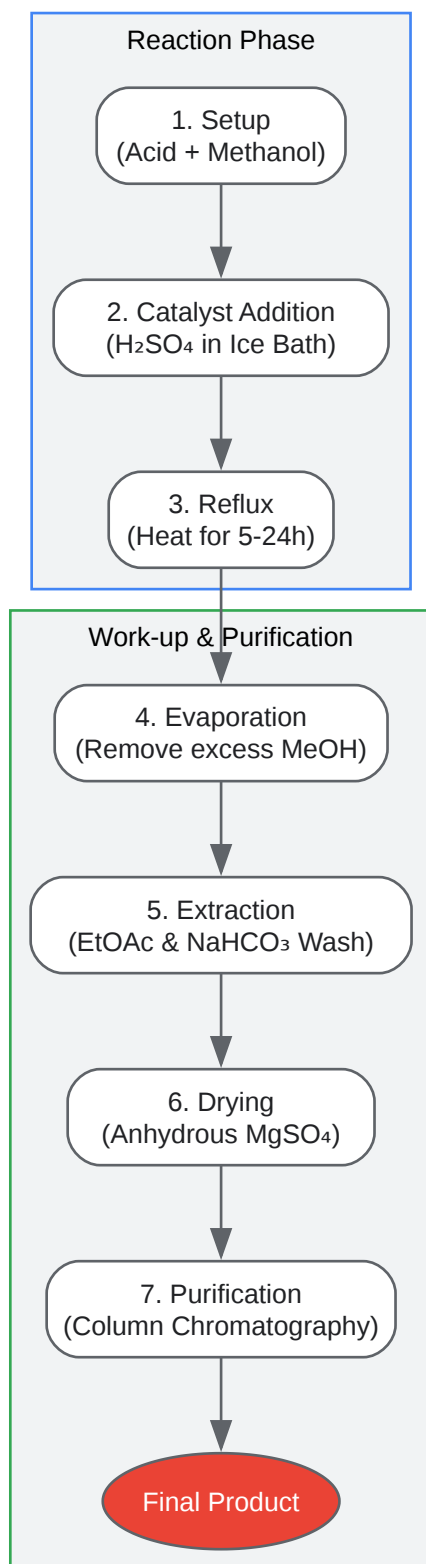 Reaction Phase
1. Setup
(Acid + Methanol)
2. Catalyst Addition
(H₂SO₄ in Ice Bath)
3. Reflux
(Heat for 5-24h)
Work-up & Purification
4. Evaporation
(Remove excess MeOH)
5. Extraction
(EtOAc & NaHCO₃ Wash)
6. Drying
(Anhydrous MgSO₄)
7. Purification
(Column Chromatography)
Final Product